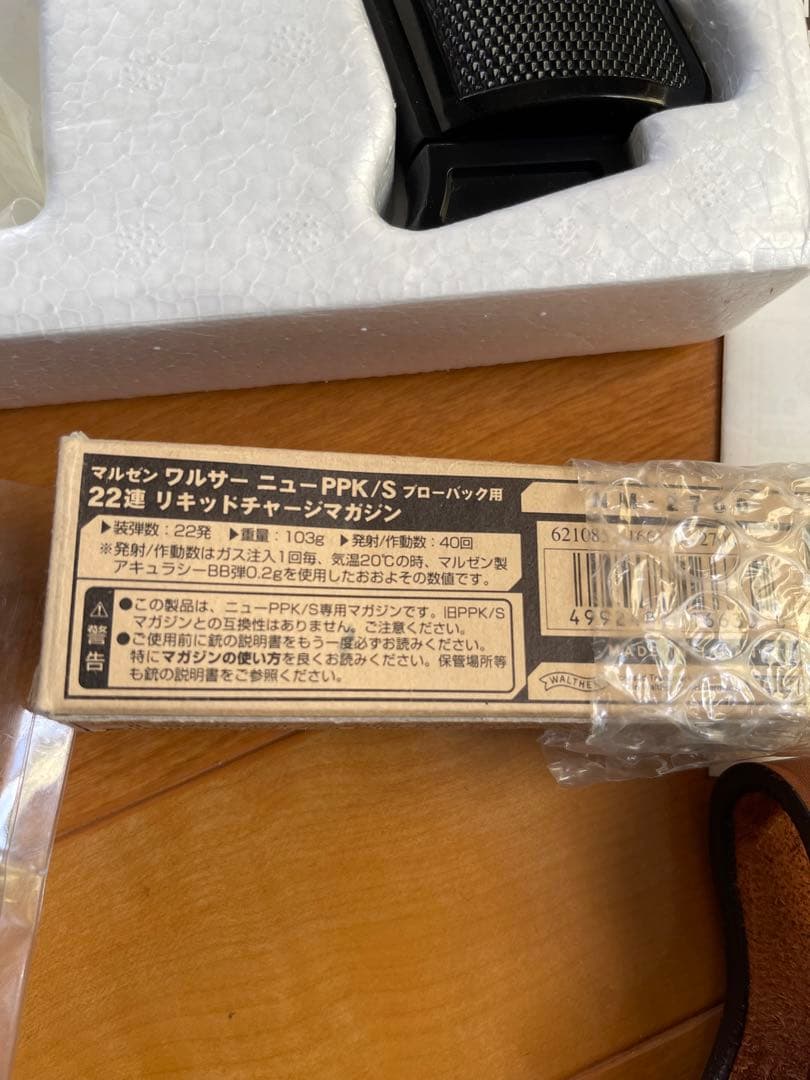 マルゼン ワルサー ニューPPK/S ブローバック用
22連 リキッドチャージマガジン
▶装弾数：22発 ▶重量：103g ▶発射/作動数：40回
※発射/作動数はガス注入1回毎、気温20℃の時、マルゼン製
アキュラシーBB弾0.2gを使用したおおよその数値です。
警告
●この製品は、ニューPPK/S専用マガジンです。旧PPK/S
マガジンとの互換性はありません。ご注意ください。
●ご使用前に銃の説明書をもう一度必ずお読みください。
特にマガジンの使い方を良くお読みください。保管場所等
も銃の説明書をご参照ください。